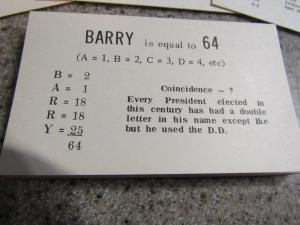 BARRY is equal to 64
(A = 1, B = 2, C = 3, D = 4, etc)
B = 2
A = 1
R = 18
R = 18
Y = 25
64
Coincidence - ?
Every President elected in
this century has had a double
letter in his name except Ike
but he used the D.D.